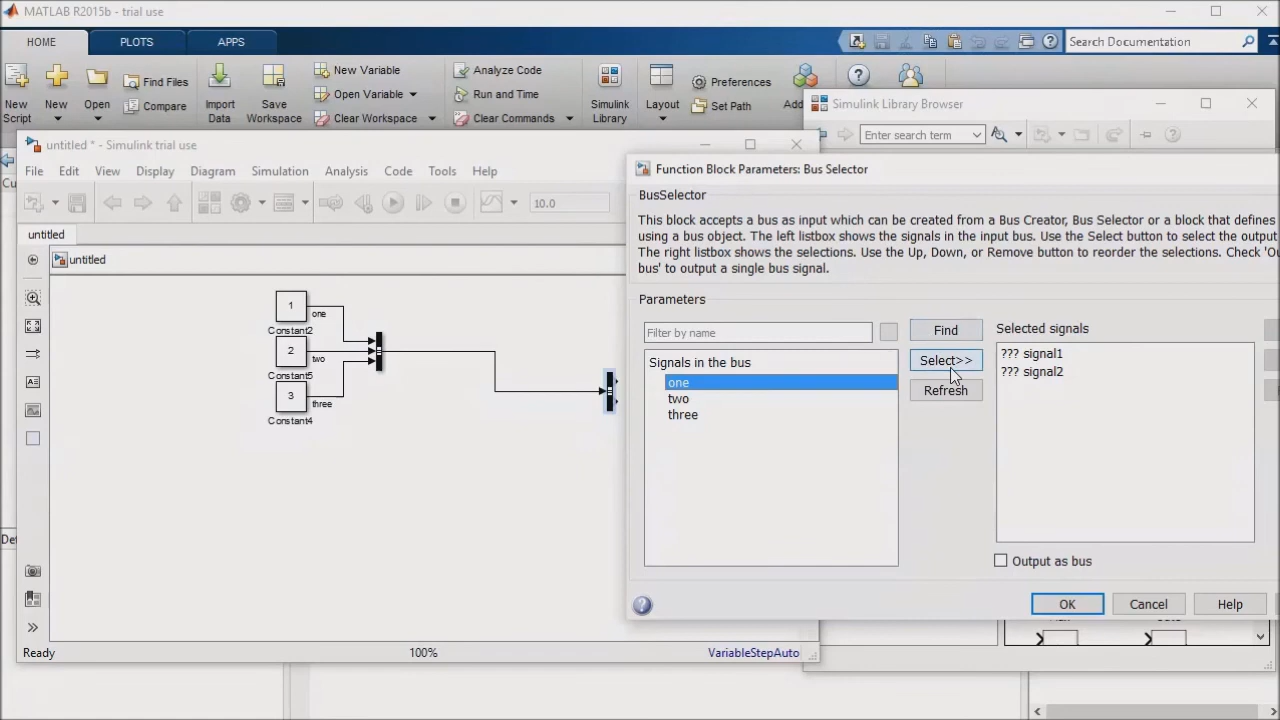 MATLAB R2015b - trial use
HOME
PLOTS
APPS
Search Documentation
New Script
New
Open
Find Files
Compare
Import Data
Save Workspace
New Variable
Open Variable
Clear Workspace
Analyze Code
Run and Time
Clear Commands
Simulink Library
Layout
Preferences
Set Path
Simulink Library Browser
Enter search term
untitled * - Simulink trial use
File Edit View Display Diagram Simulation Analysis Code Tools Help
10.0
untitled
untitled
1
one
Constant2
2
two
Constant5
3
three
Constant4
Ready
100%
VariableStepAuto
Function Block Parameters: Bus Selector
BusSelector
This block accepts a bus as input which can be created from a Bus Creator, Bus Selector or a block that defines
using a bus object. The left listbox shows the signals in the input bus. Use the Select button to select the output
The right listbox shows the selections. Use the Up, Down, or Remove button to reorder the selections. Check 'Ou
bus' to output a single bus signal.
Parameters
Filter by name
Find
Selected signals
Signals in the bus
one
two
three
Select>>
Refresh
??? signal1
??? signal2
Output as bus
OK
Cancel
Help